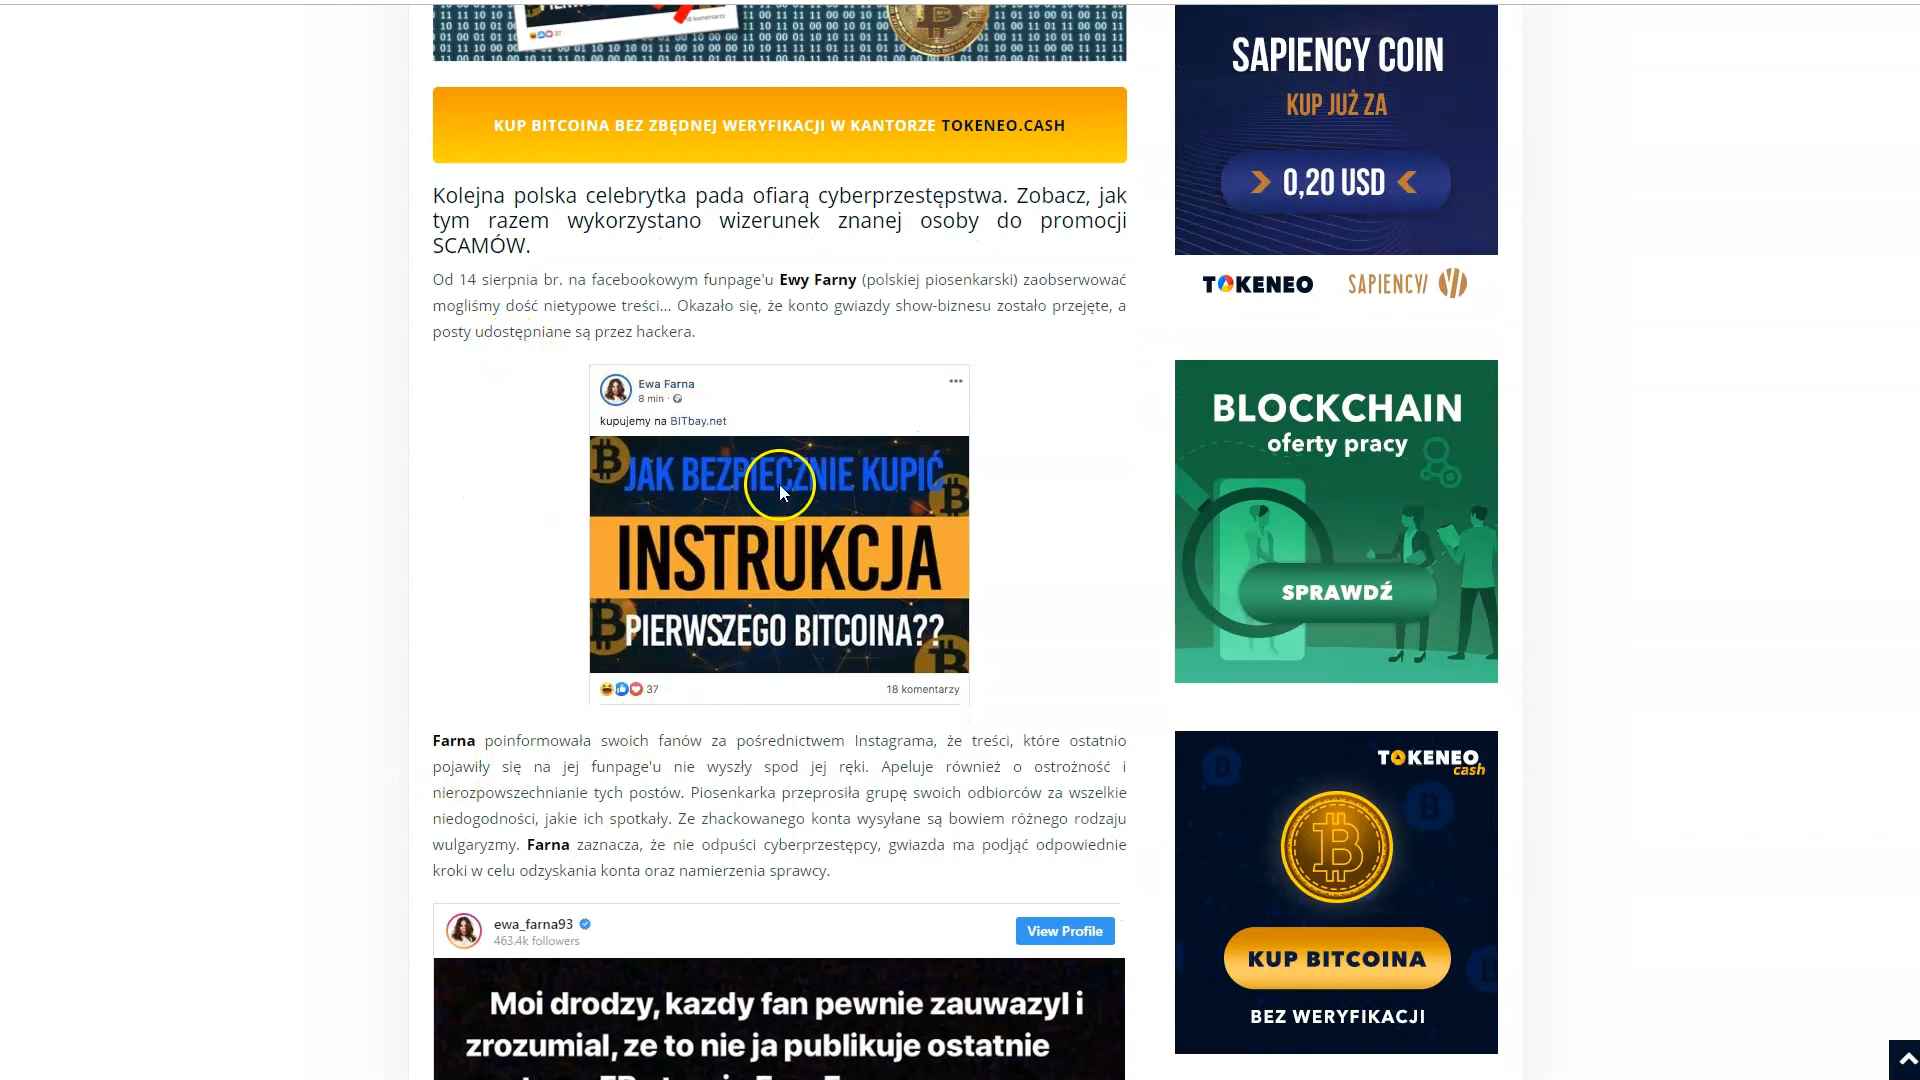 KUP BITCOINA BEZ ZBĘDNEJ WERYFIKACJI W KANTORZE TOKENEO.CASH
Kolejna polska celebrytka pada ofiarą cyberprzestępstwa. Zobacz, jak
tym razem wykorzystano wizerunek znanej osoby do promocji
SCAMÓW.
Od 14 sierpnia br. na facebookowym funpage'u Ewy Farny (polskiej piosenkarski) zaobserwować
mogliśmy dość nietypowe treści... Okazało się, że konto gwiazdy show-biznesu zostało przejęte, a
posty udostępniane są przez hackera.
Ewa Farna
8 min
kupujemy na BITbay.net
JAK BEZPIECZNIE KUPIĆ
INSTRUKCJA
PIERWSZEGO BITCOINA??
37
18 komentarzy
Farna poinformowała swoich fanów za pośrednictwem Instagrama, że treści, które ostatnio
pojawiły się na jej funpage'u nie wyszły spod jej ręki. Apeluje również o ostrożność i
nierozpowszechnianie tych postów. Piosenkarka przeprosiła grupę swoich odbiorców za wszelkie
niedogodności, jakie ich spotkały. Ze zhackowanego konta wysyłane są bowiem różnego rodzaju
wulgaryzmy. Farna zaznacza, że nie odpuści cyberprzestępcy, gwiazda ma podjąć odpowiednie
kroki w celu odzyskania konta oraz namierzenia sprawcy.
ewa_farna93
463.4k followers
View Profile
Moi drodzy, kazdy fan pewnie zauwazyl i
zrozumial, ze to nie ja publikuje ostatnie
SAPIENCY COIN
KUP JUŻ ZA
0,20 USD
TOKENEO SAPIENCY
BLOCKCHAIN
oferty pracy
SPRAWDŹ
TOKENEO
cash
KUP BITCOINA
BEZ WERYFIKACJI